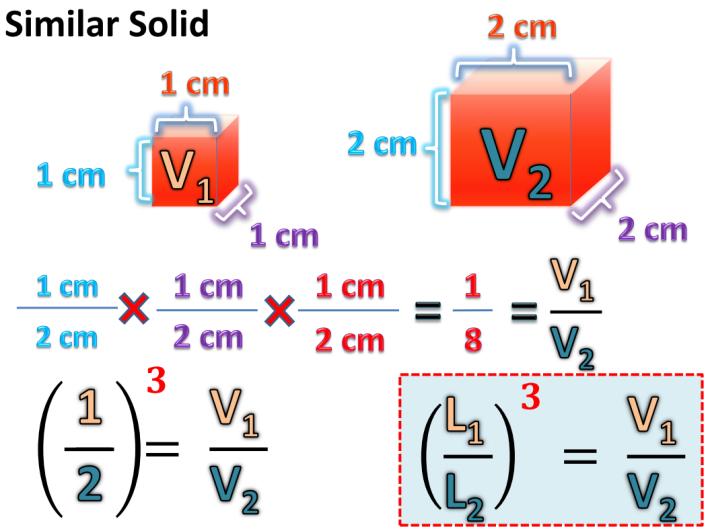 Similar Solid
2 cm
1 cm
2 cm
1 cm
V₁
V₂
2 cm
1 cm
1 cm/2 cm × 1 cm/2 cm × 1 cm/2 cm = 1/8 = V₁/V₂
(1/2)³ = V₁/V₂
(L₁/L₂)³ = V₁/V₂